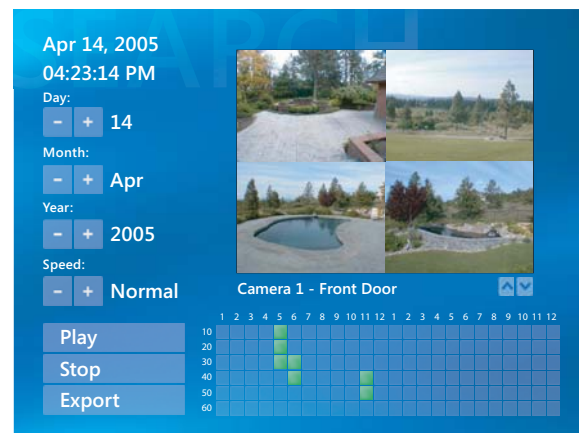 SEARCH
Apr 14, 2005
04:23:14 PM
Day:
- + 14
Month:
- + Apr
Year:
- + 2005
Speed:
- + Normal
Camera 1 - Front Door
Play
Stop
Export
1 2 3 4 5 6 7 8 9 10 11 12 1 2 3 4 5 6 7 8 9 10 11 12
10
20
30
40
50
60